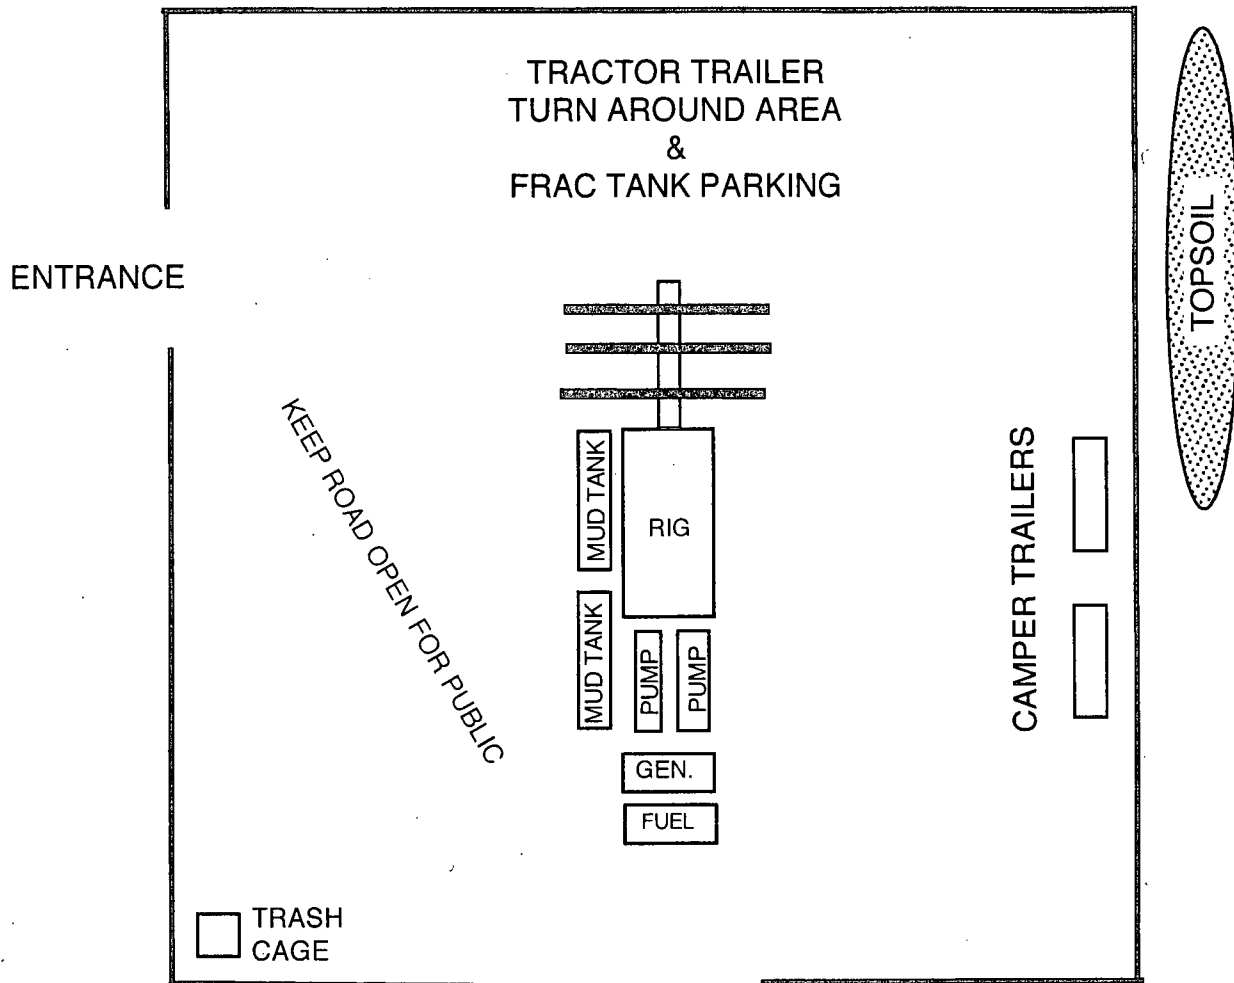 TRACTOR TRAILER
TURN AROUND AREA
&
FRAC TANK PARKING
TOPSOIL
ENTRANCE
KEEP ROAD OPEN FOR PUBLIC
MUD TANK
RIG
CAMPER TRAILERS
MUD TANK
PUMP
PUMP
GEN.
FUEL
TRASH
CAGE